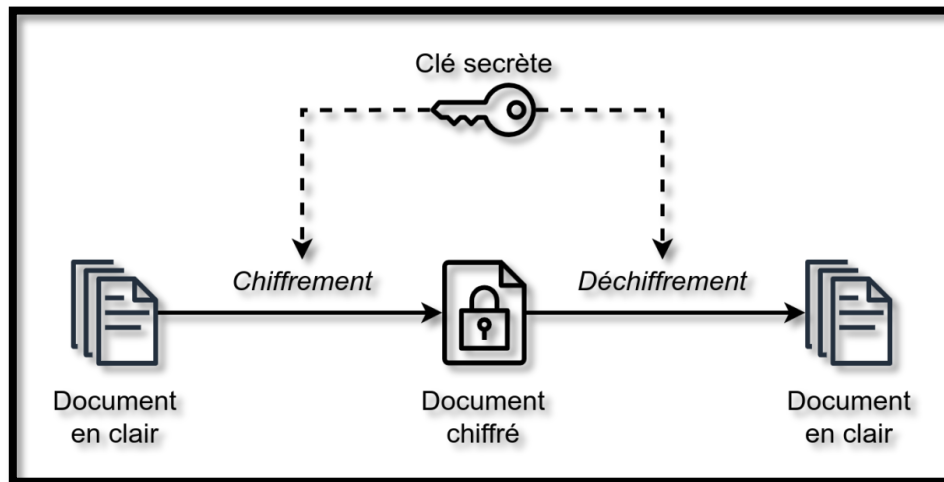 Clé secrète
Chiffrement
Déchiffrement
Document
en clair
Document
chiffré
Document
en clair